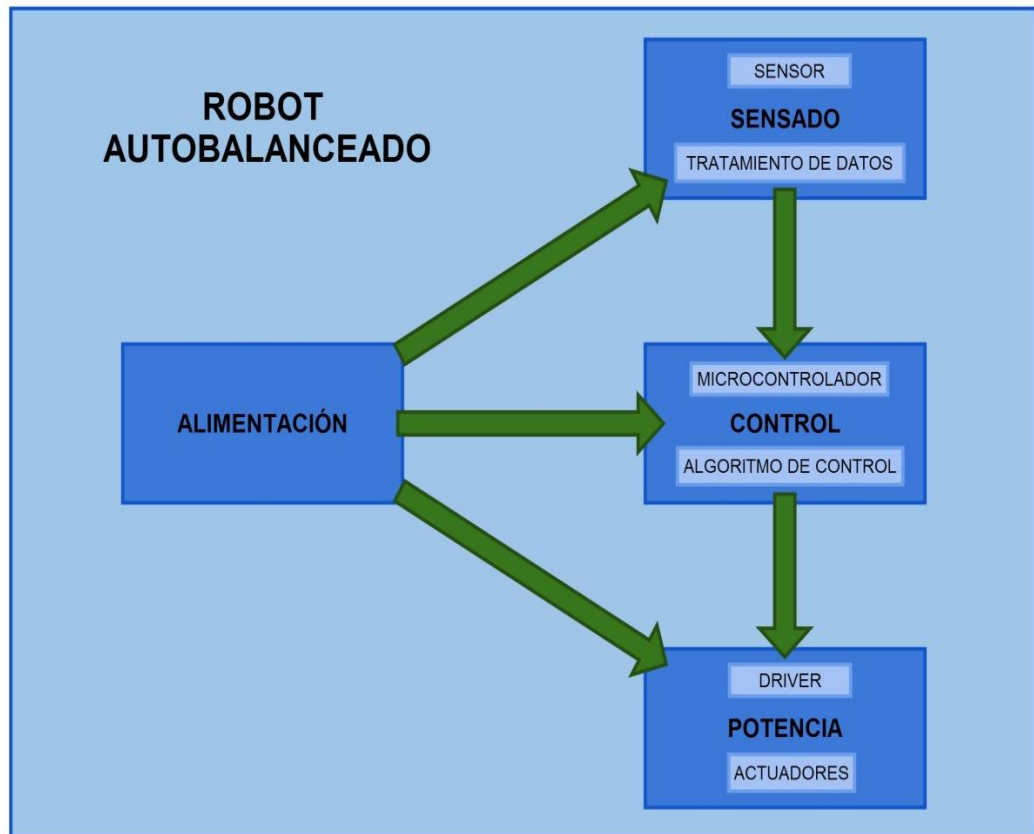 ROBOT
AUTOBALANCEADO
SENSOR
SENSADO
TRATAMIENTO DE DATOS
ALIMENTACIÓN
MICROCONTROLADOR
CONTROL
ALGORITMO DE CONTROL
DRIVER
POTENCIA
ACTUADORES